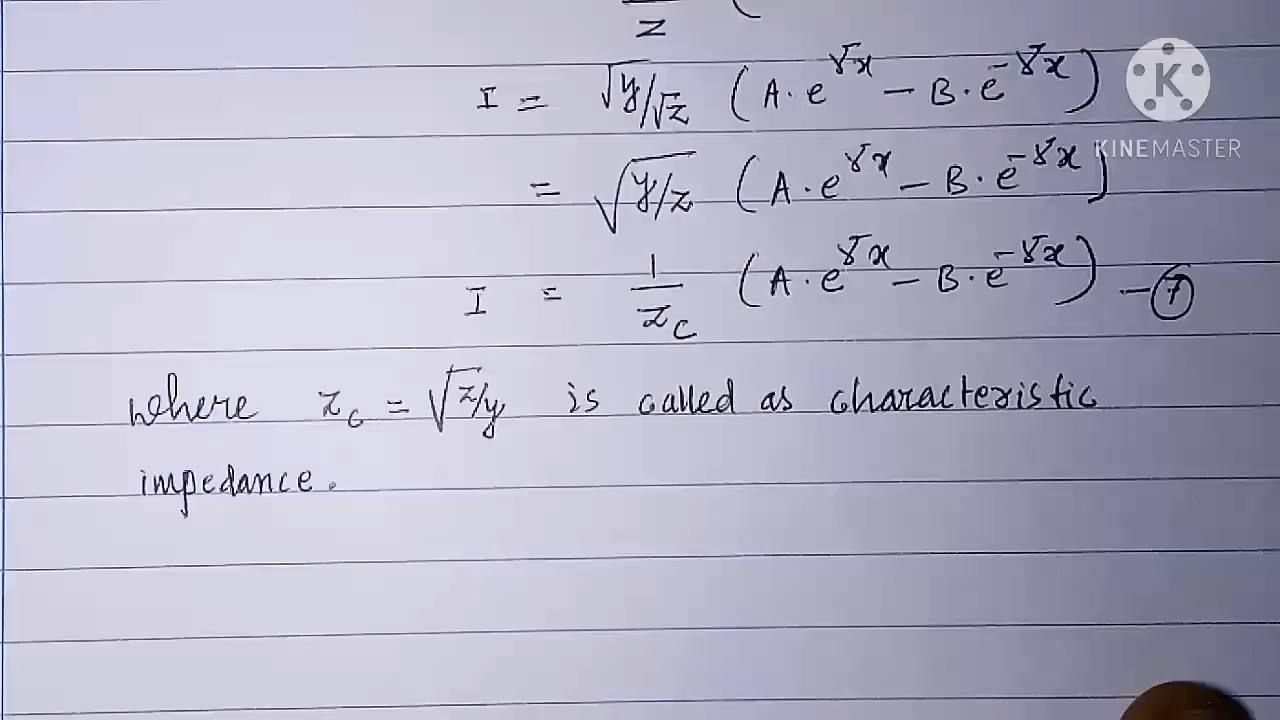 z (
I = √y/√z (A·e^γx − B·e^−γx)
= √y/z (A·e^γx − B·e^−γx)
I = 1/z_c (A·e^γx − B·e^−γx) −⑦
where z_c = √z/y is called as characteristic
impedance.
K
KINEMASTER